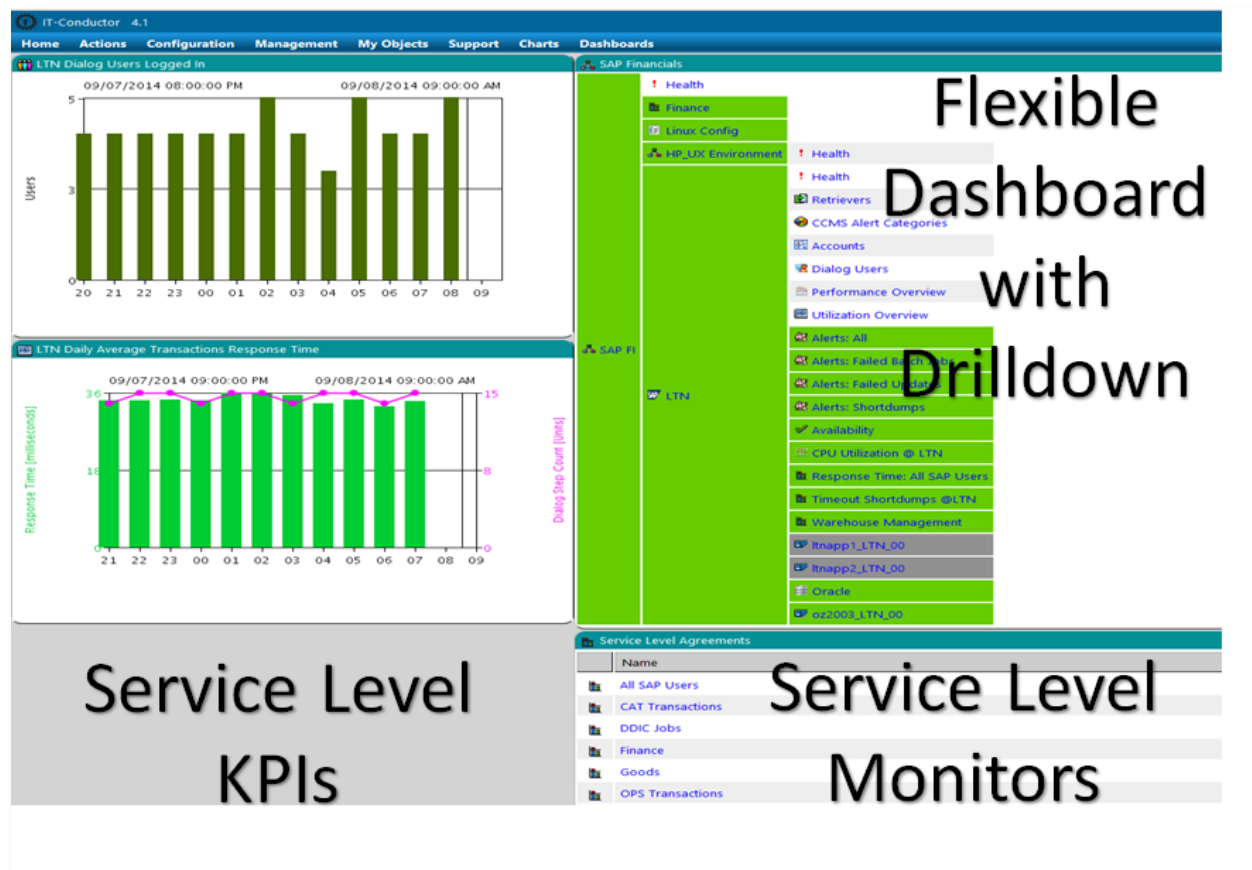 IT-Conductor 4.1
Home Actions Configuration Management My Objects Support Charts Dashboards
LTN Dialog Users Logged In
09/07/2014 08:00:00 PM 09/08/2014 09:00:00 AM
5
3
0
Users
20 21 22 23 00 01 02 03 04 05 06 07 08 09
LTN Daily Average Transactions Response Time
09/07/2014 09:00:00 PM 09/08/2014 09:00:00 AM
36 15
18 8
0 0
Response Time [milliseconds]
Dialog Step Count [Units]
21 22 23 00 01 02 03 04 05 06 07 08 09
Service Level
KPIs
SAP Financials
SAP FI
Health
Finance
Linux Config
HP_UX Environment
Health
LTN
Health
Retrievers
CCMS Alert Categories
Accounts
Dialog Users
Performance Overview
Utilization Overview
Alerts: All
Alerts: Failed Batch Jobs
Alerts: Failed Updates
Alerts: Shortdumps
Availability
CPU Utilization @ LTN
Response Time: All SAP Users
Timeout Shortdumps @LTN
Warehouse Management
ltnapp1_LTN_00
ltnapp2_LTN_00
Oracle
oz2003_LTN_00
Flexible
Dashboard
with
Drilldown
Service Level Agreements
Name
All SAP Users
CAT Transactions
DDIC Jobs
Finance
Goods
OPS Transactions
Service Level
Monitors